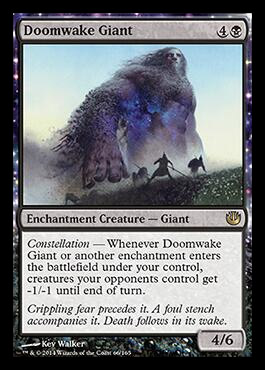 Doomwake Giant 4
Enchantment Creature — Giant
Constellation — Whenever Doomwake
Giant or another enchantment enters
the battlefield under your control,
creatures your opponents control get
-1/-1 until end of turn.
Crippling fear precedes it. A foul stench
accompanies it. Death follows in its wake.
4/6
Kev Walker
™ & © 2014 Wizards of the Coast 66/165